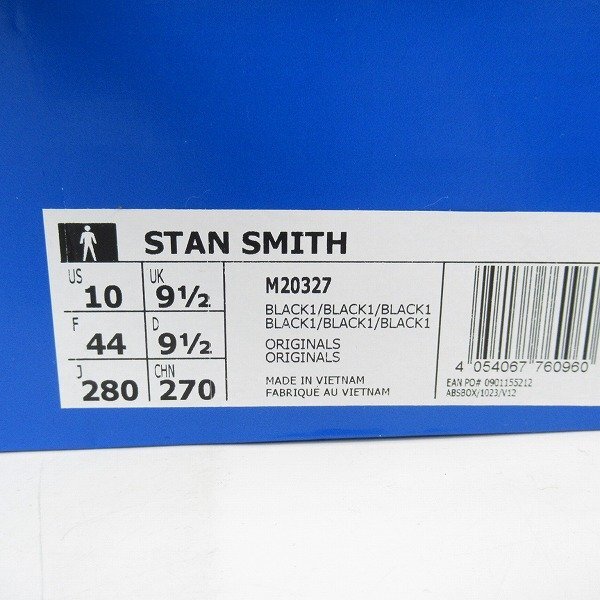 STAN SMITH
US 10 UK 9½
F 44 D 9½
J 280 CHN 270
M20327
BLACK1/BLACK1/BLACK1
BLACK1/BLACK1/BLACK1
ORIGINALS
ORIGINALS
MADE IN VIETNAM
FABRIQUE AU VIETNAM
4 054067 760960
EAN PO# 0901155212
ABSBOX/1023/V12